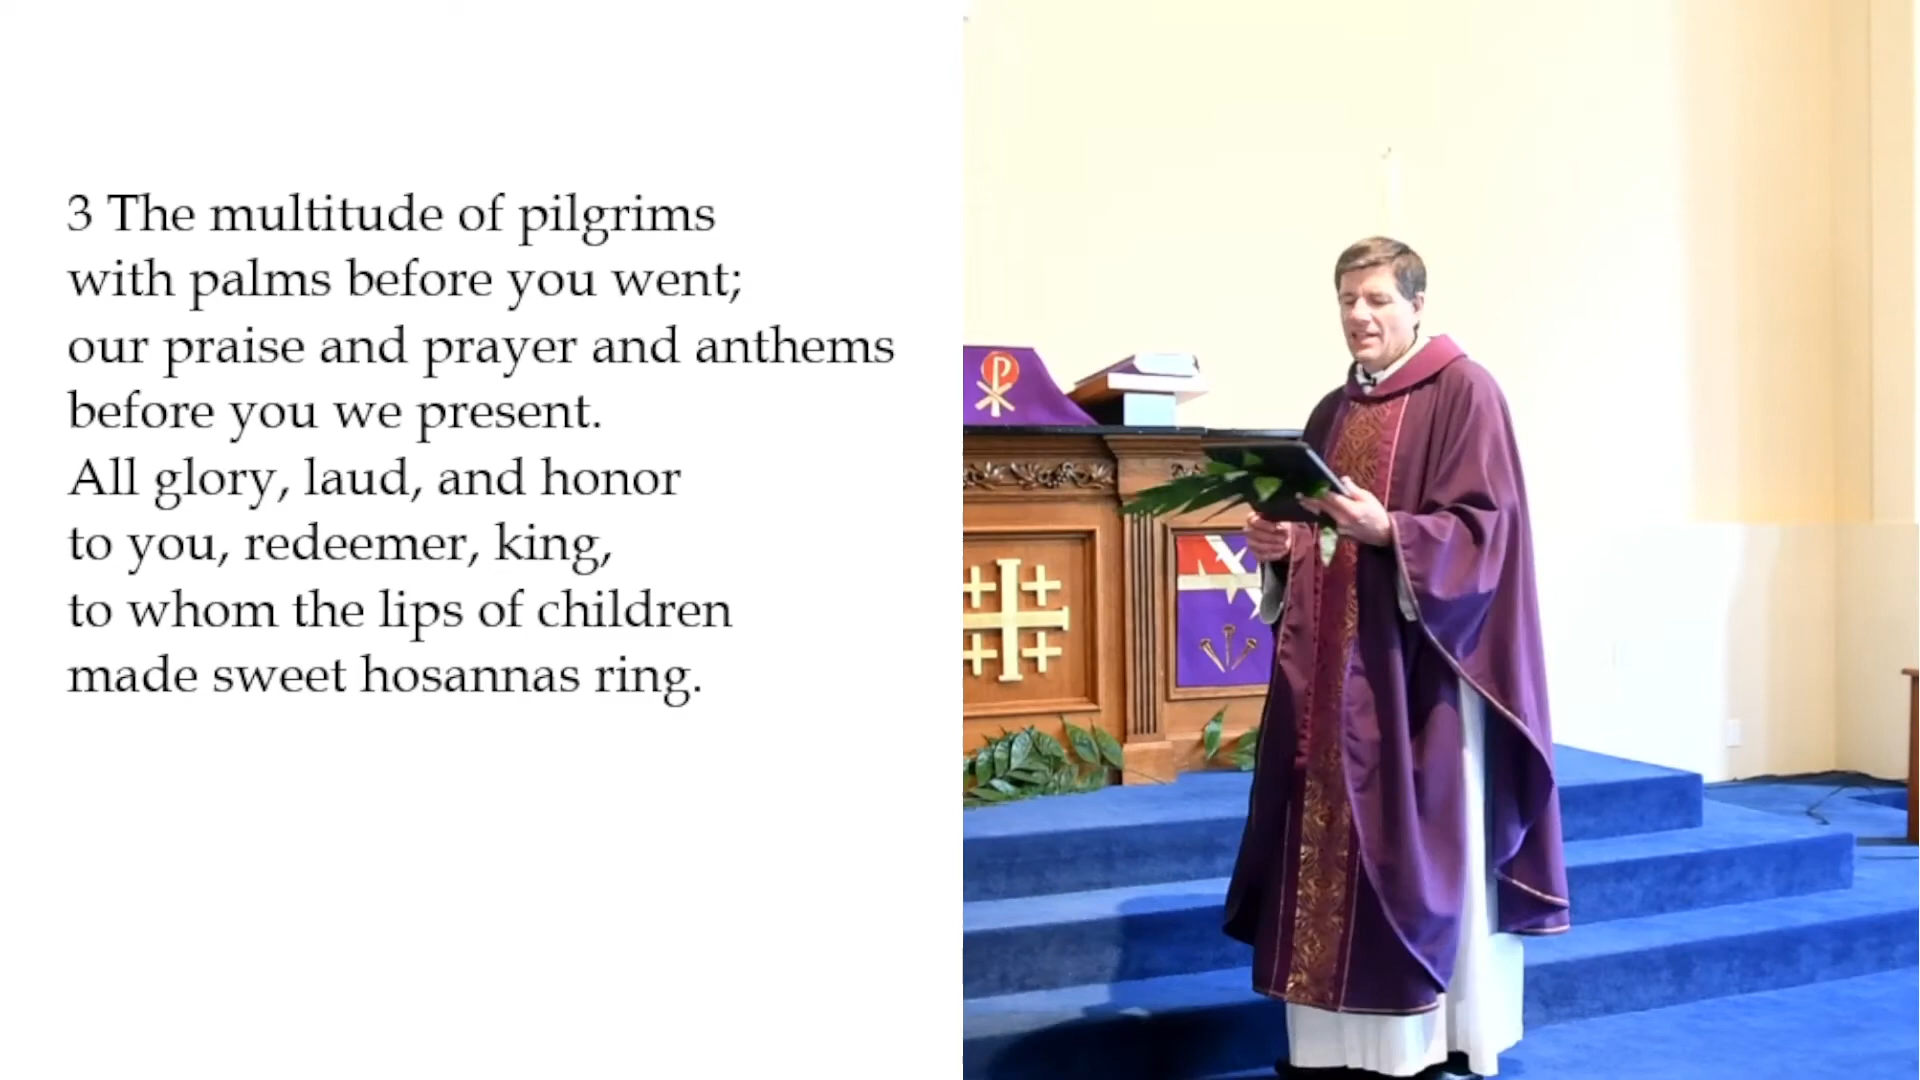 3 The multitude of pilgrims
with palms before you went;
our praise and prayer and anthems
before you we present.
All glory, laud, and honor
to you, redeemer, king,
to whom the lips of children
made sweet hosannas ring.